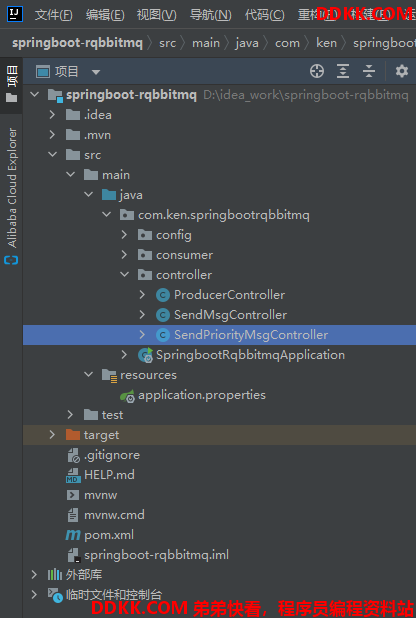 文件(F) 编辑(E) 视图(V) 导航(N) 代码(C) DDKK.COM
springboot-rqbbitmq src main java com ken springboo
项目
项目
springboot-rqbbitmq D:\idea_work\springboot-rqbbitmq
.idea
.mvn
src
main
java
com.ken.springbootrqbbitmq
config
consumer
controller
ProducerController
SendMsgController
SendPriorityMsgController
SpringbootRqbbitmqApplication
resources
application.properties
test
target
.gitignore
HELP.md
mvnw
mvnw.cmd
pom.xml
springboot-rqbbitmq.iml
外部库
临时文件和控制台
Alibaba Cloud Explorer
DDKK.COM 弟弟快看，程序员编程资料站